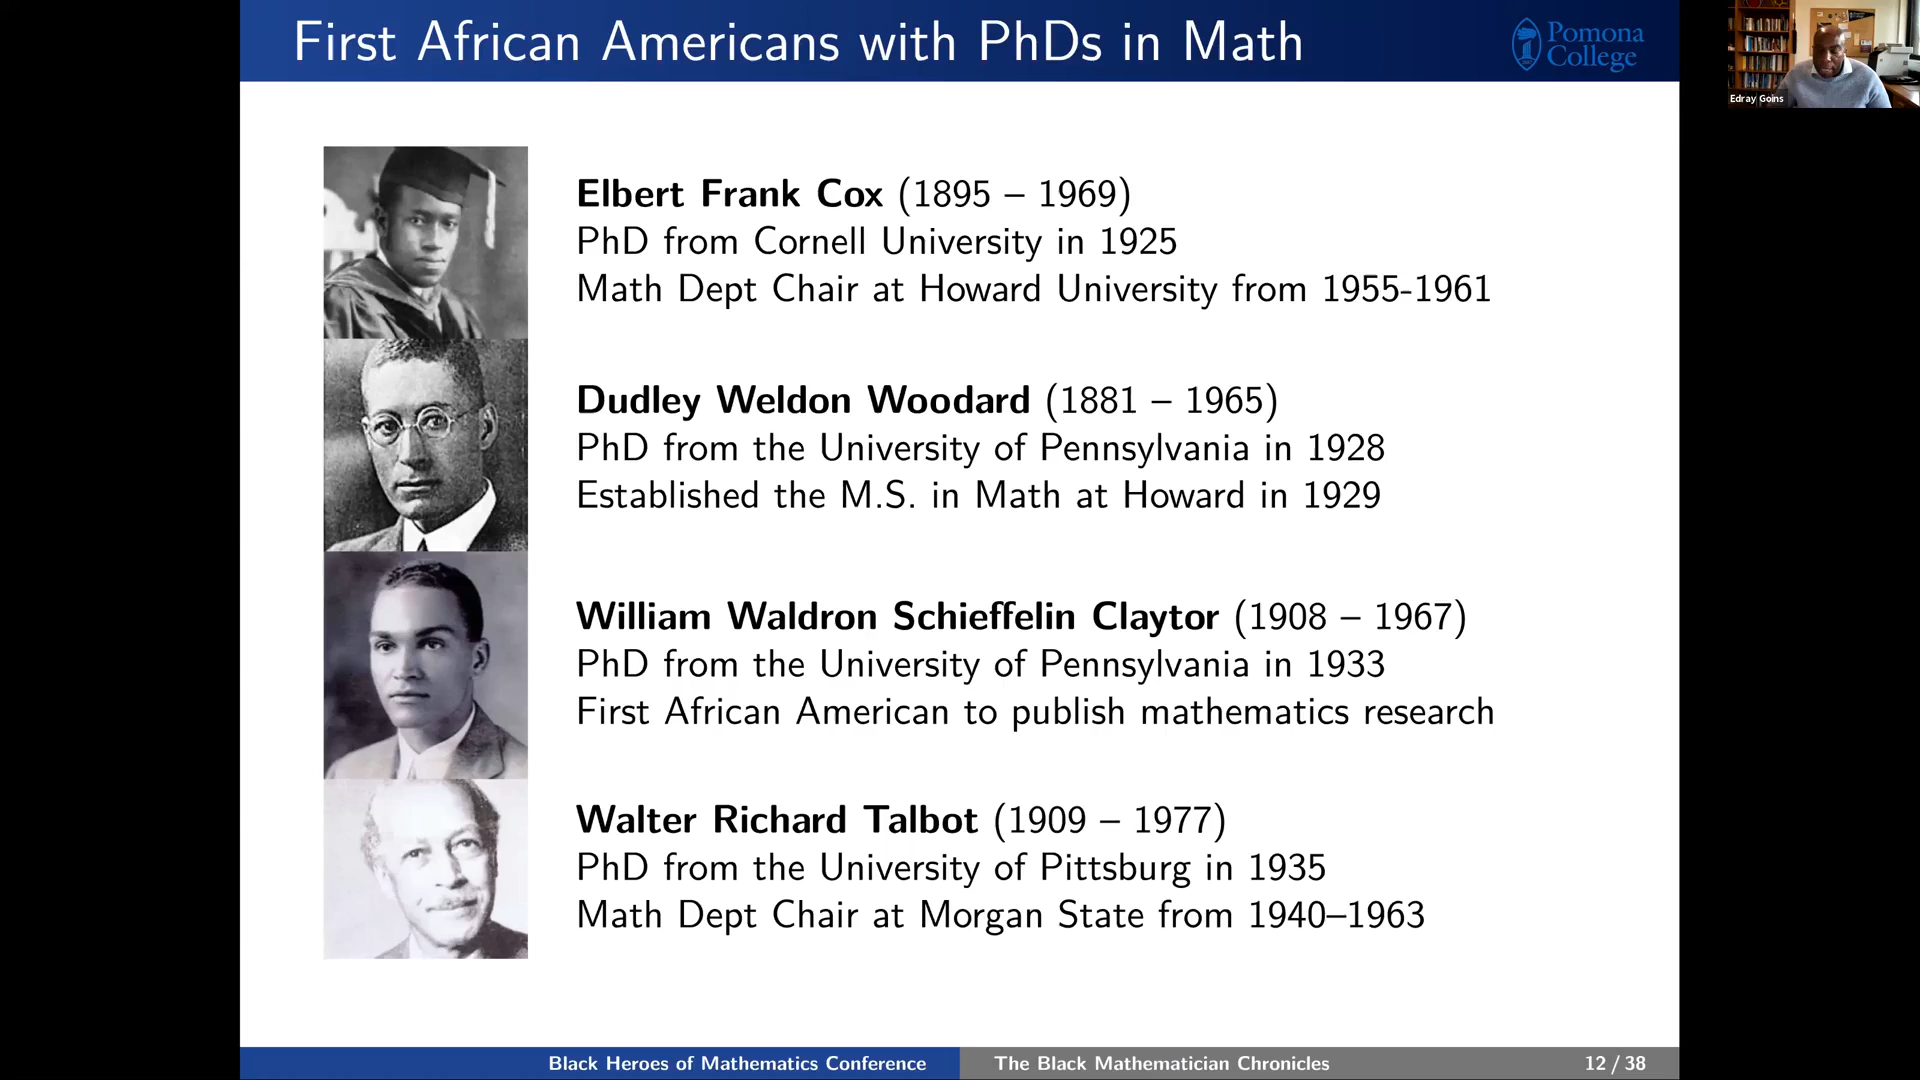 First African Americans with PhDs in Math
Pomona
College
Edray Goins
Elbert Frank Cox (1895 – 1969)
PhD from Cornell University in 1925
Math Dept Chair at Howard University from 1955-1961
Dudley Weldon Woodard (1881 – 1965)
PhD from the University of Pennsylvania in 1928
Established the M.S. in Math at Howard in 1929
William Waldron Schieffelin Claytor (1908 – 1967)
PhD from the University of Pennsylvania in 1933
First African American to publish mathematics research
Walter Richard Talbot (1909 – 1977)
PhD from the University of Pittsburg in 1935
Math Dept Chair at Morgan State from 1940–1963
Black Heroes of Mathematics Conference
The Black Mathematician Chronicles
12 / 38